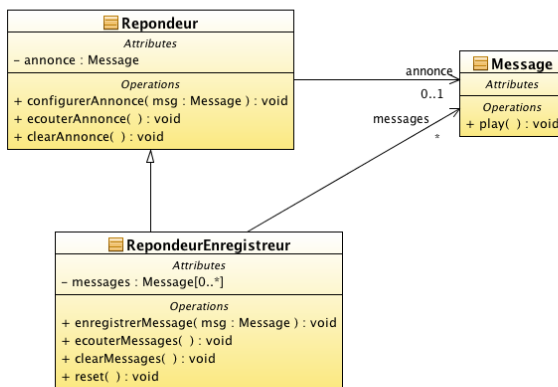 Repondeur
Attributes
– annonce : Message
Operations
+ configurerAnnonce( msg : Message ) : void
+ ecouterAnnonce( ) : void
+ clearAnnonce( ) : void
annonce
0..1
Message
Attributes
Operations
+ play( ) : void
messages
*
RepondeurEnregistreur
Attributes
– messages : Message[0..*]
Operations
+ enregistrerMessage( msg : Message ) : void
+ ecouterMessages( ) : void
+ clearMessages( ) : void
+ reset( ) : void